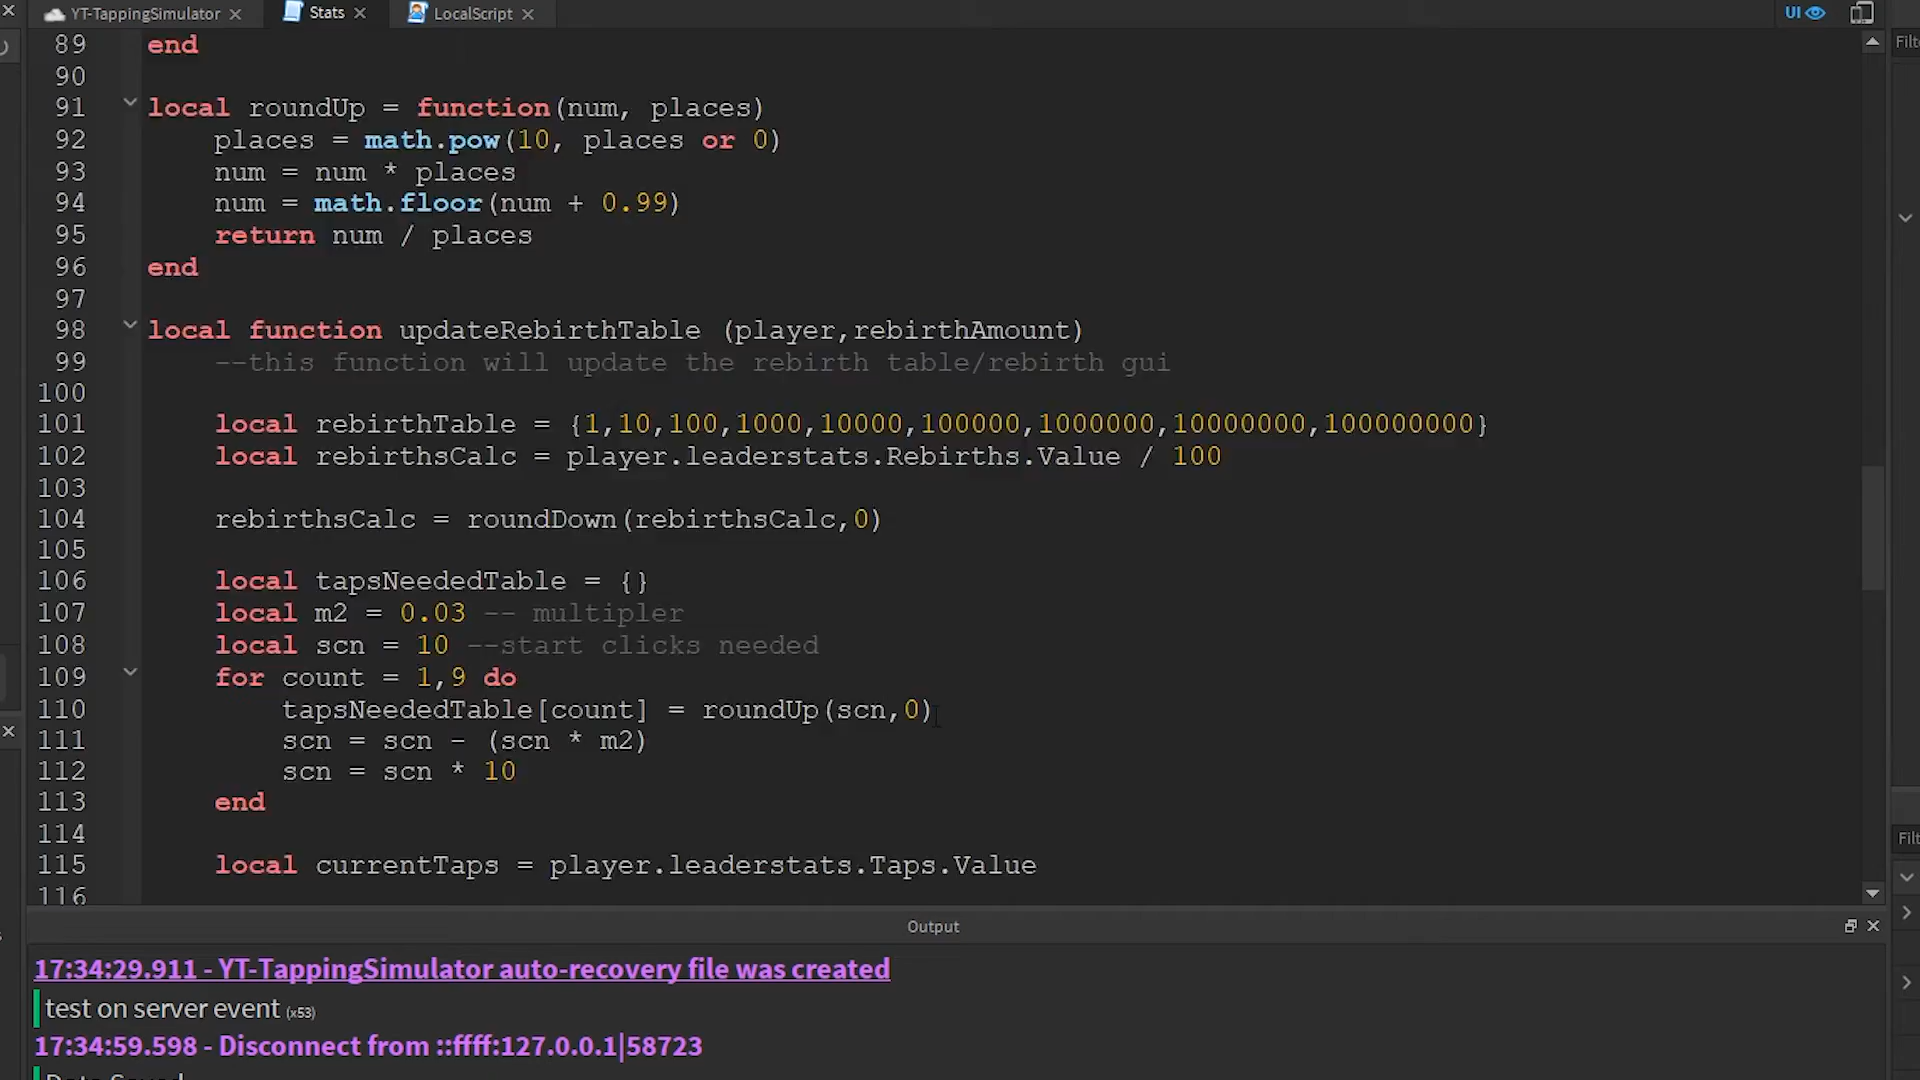 YT-TappingSimulator
Stats
LocalScript
UI
89 end
90
91 local roundUp = function(num, places)
92 places = math.pow(10, places or 0)
93 num = num * places
94 num = math.floor(num + 0.99)
95 return num / places
96 end
97
98 local function updateRebirthTable (player,rebirthAmount)
99 --this function will update the rebirth table/rebirth gui
100
101 local rebirthTable = {1,10,100,1000,10000,100000,1000000,10000000,100000000}
102 local rebirthsCalc = player.leaderstats.Rebirths.Value / 100
103
104 rebirthsCalc = roundDown(rebirthsCalc,0)
105
106 local tapsNeededTable = {}
107 local m2 = 0.03 -- multipler
108 local scn = 10 --start clicks needed
109 for count = 1,9 do
110 tapsNeededTable[count] = roundUp(scn,0)
111 scn = scn - (scn * m2)
112 scn = scn * 10
113 end
114
115 local currentTaps = player.leaderstats.Taps.Value
116
Output
17:34:29.911 - YT-TappingSimulator auto-recovery file was created
test on server event (x53)
17:34:59.598 - Disconnect from ::ffff:127.0.0.1|58723